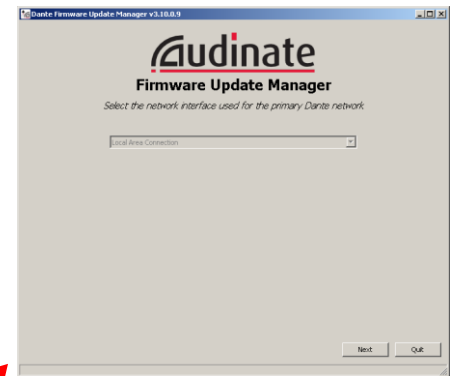 Dante Firmware Update Manager v3.10.0.9
Audinate
Firmware Update Manager
Select the network interface used for the primary Dante network
Local Area Connection
Next Quit